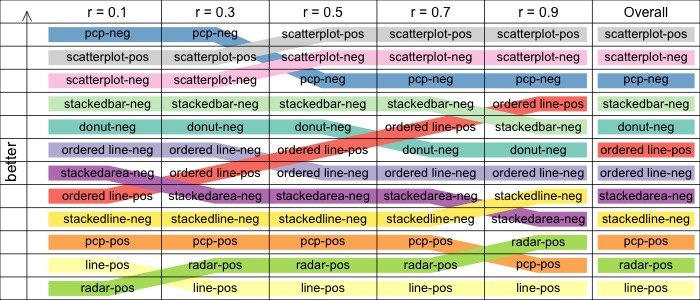 r = 0.1 r = 0.3 r = 0.5 r = 0.7 r = 0.9 Overall
pcp-neg pcp-neg scatterplot-pos scatterplot-pos scatterplot-pos scatterplot-pos
scatterplot-pos scatterplot-pos scatterplot-neg scatterplot-neg scatterplot-neg scatterplot-neg
scatterplot-neg scatterplot-neg pcp-neg pcp-neg pcp-neg pcp-neg
stackedbar-neg stackedbar-neg stackedbar-neg stackedbar-neg ordered line-pos stackedbar-neg
donut-neg donut-neg donut-neg ordered line-pos stackedbar-neg donut-neg
ordered line-neg ordered line-neg ordered line-pos donut-neg donut-neg ordered line-pos
stackedarea-neg ordered line-pos ordered line-neg ordered line-neg ordered line-neg ordered line-neg
ordered line-pos stackedarea-neg stackedarea-neg stackedarea-neg stackedline-neg stackedarea-neg
stackedline-neg stackedline-neg stackedline-neg stackedline-neg stackedarea-neg stackedline-neg
pcp-pos pcp-pos pcp-pos pcp-pos radar-pos pcp-pos
line-pos radar-pos radar-pos radar-pos pcp-pos radar-pos
radar-pos line-pos line-pos line-pos line-pos line-pos
better